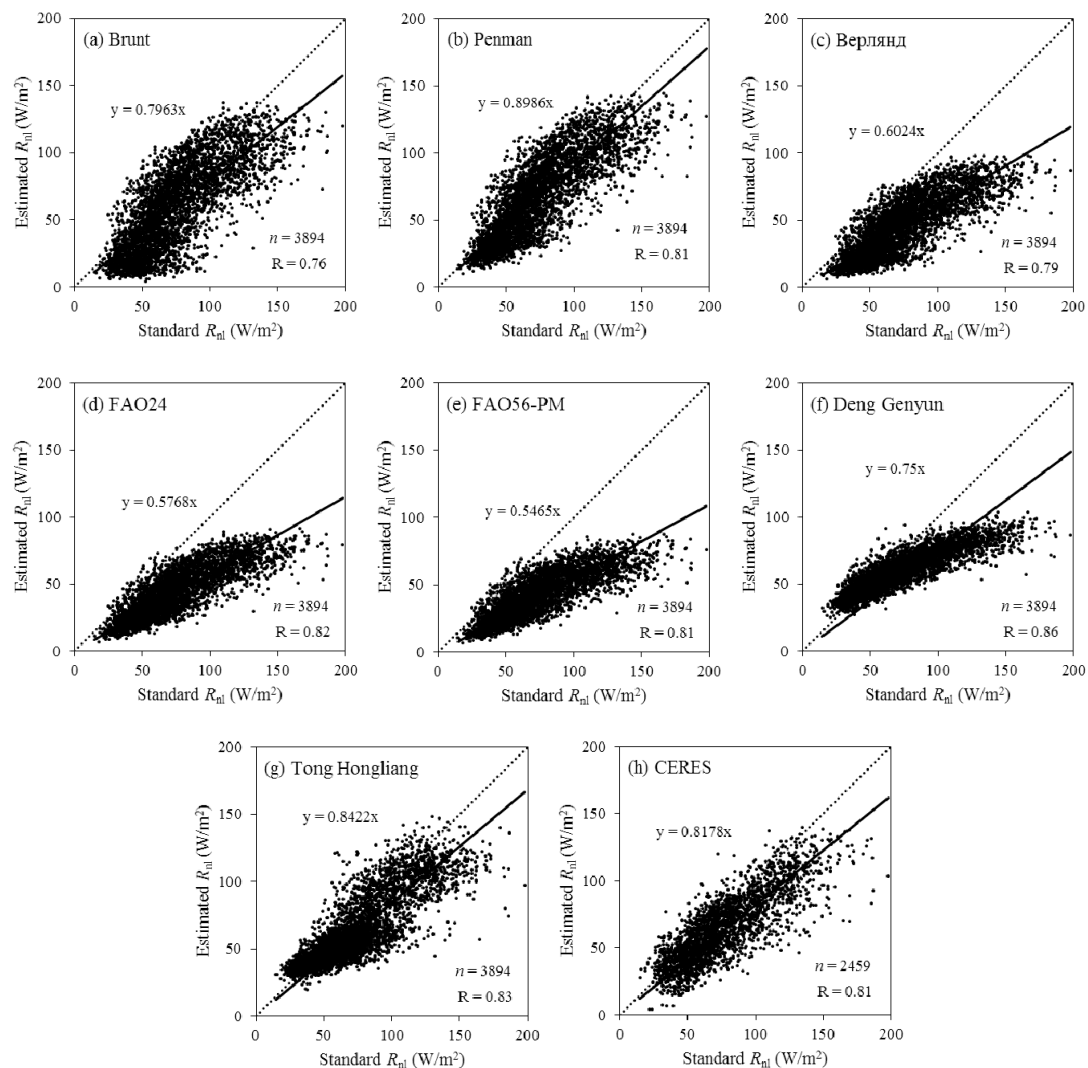 (a) Brunt
y = 0.7963x
n = 3894
R = 0.76
Estimated Rnl (W/m²)
200
150
100
50
0
0 50 100 150 200
Standard Rnl (W/m²)
(b) Penman
y = 0.8986x
n = 3894
R = 0.81
Estimated Rnl (W/m²)
200
150
100
50
0
0 50 100 150 200
Standard Rnl (W/m²)
(c) Верлянд
y = 0.6024x
n = 3894
R = 0.79
Estimated Rnl (W/m²)
200
150
100
50
0
0 50 100 150 200
Standard Rnl (W/m²)
(d) FAO24
y = 0.5768x
n = 3894
R = 0.82
Estimated Rnl (W/m²)
200
150
100
50
0
0 50 100 150 200
Standard Rnl (W/m²)
(e) FAO56-PM
y = 0.5465x
n = 3894
R = 0.81
Estimated Rnl (W/m²)
200
150
100
50
0
0 50 100 150 200
Standard Rnl (W/m²)
(f) Deng Genyun
y = 0.75x
n = 3894
R = 0.86
Estimated Rnl (W/m²)
200
150
100
50
0
0 50 100 150 200
Standard Rnl (W/m²)
(g) Tong Hongliang
y = 0.8422x
n = 3894
R = 0.83
Estimated Rnl (W/m²)
200
150
100
50
0
0 50 100 150 200
Standard Rnl (W/m²)
(h) CERES
y = 0.8178x
n = 2459
R = 0.81
Estimated Rnl (W/m²)
200
150
100
50
0
0 50 100 150 200
Standard Rnl (W/m²)